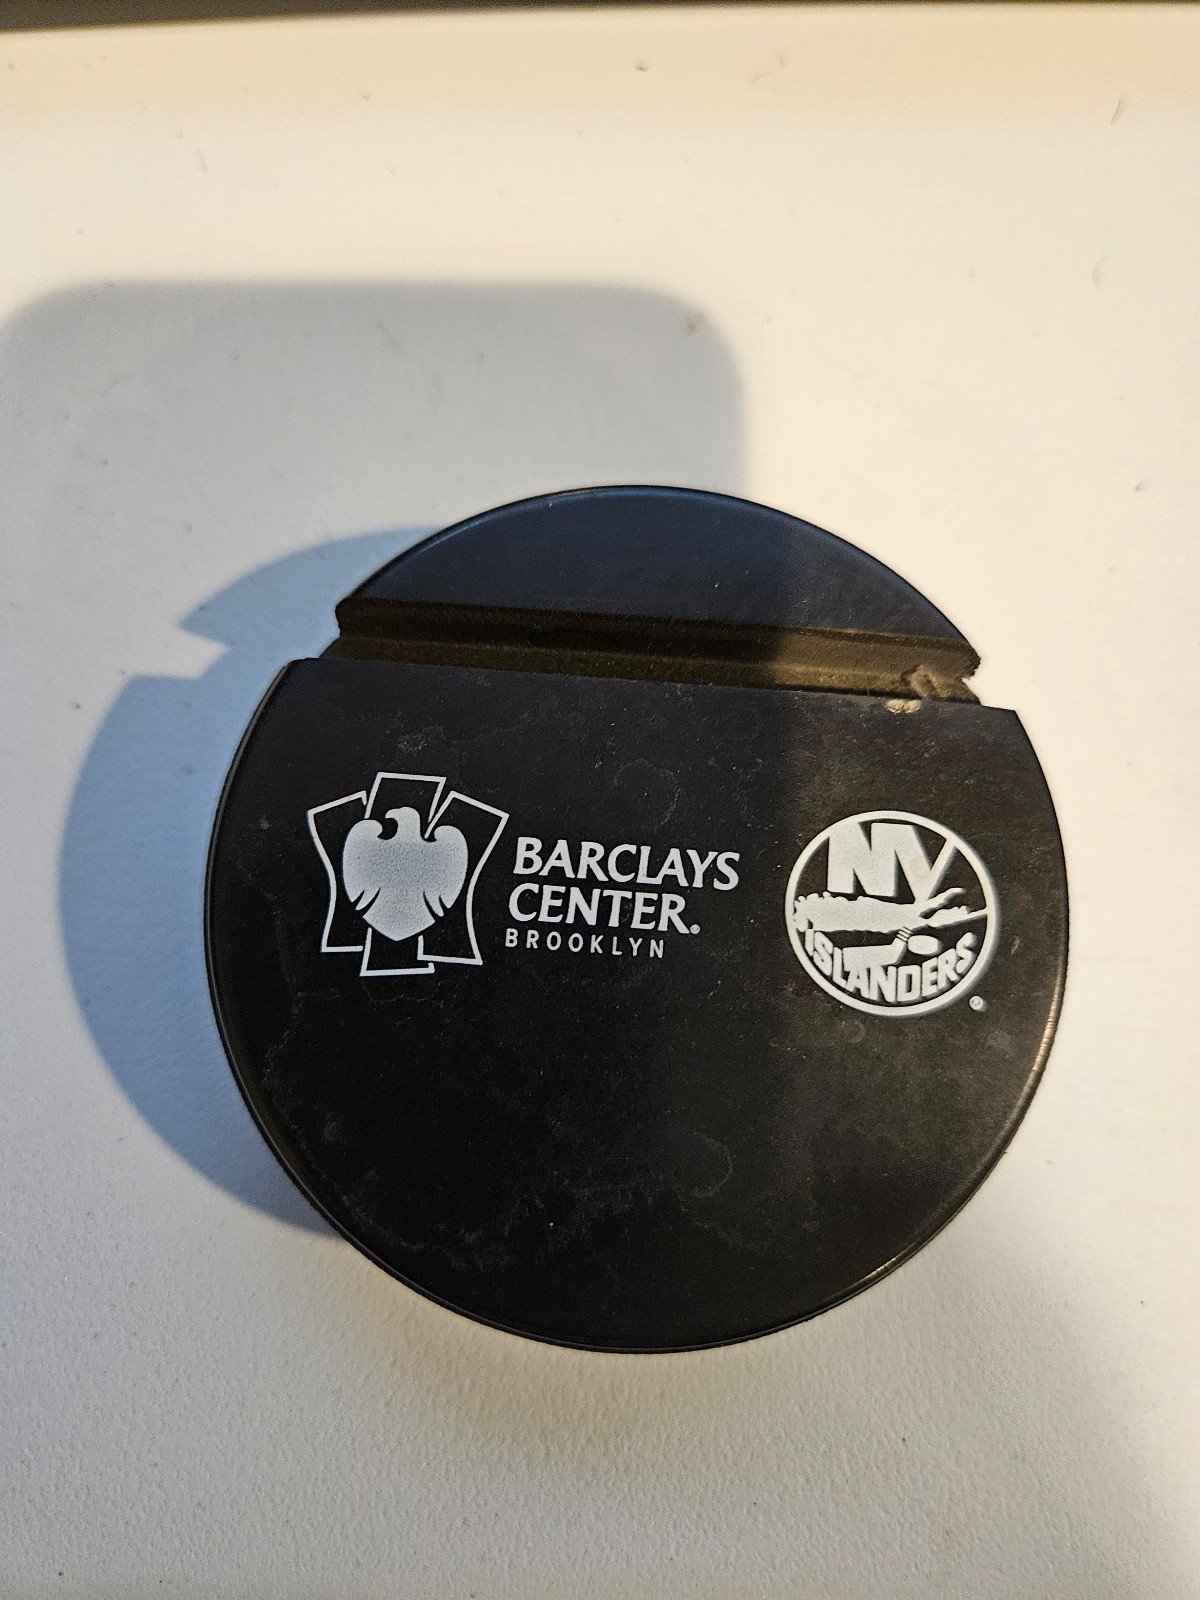 BARCLAYS
CENTER®
BROOKLYN
NY
ISLANDERS
®